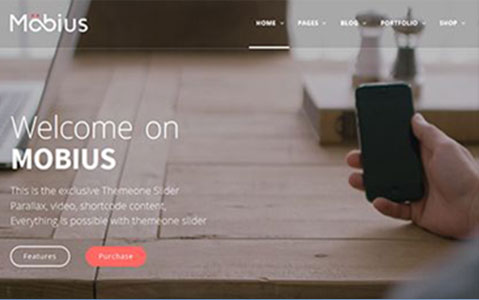 Möbius
HOME PAGES BLOG PORTFOLIO SHOP
Welcome on
MOBIUS
This is the exclusive Themeone Slider
Parallax, video, shortcode content,
Everything is possible with themeone slider
Features Purchase